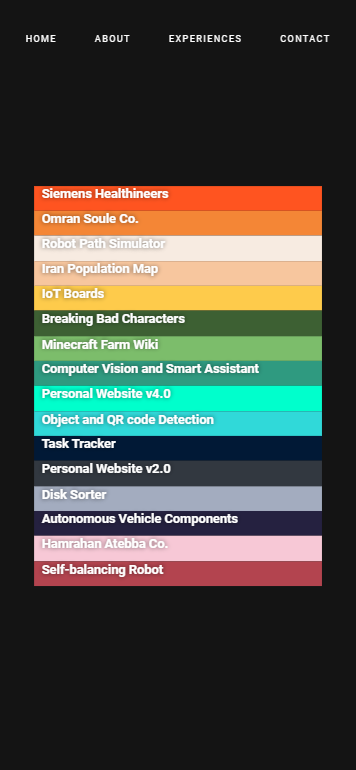 HOME ABOUT EXPERIENCES CONTACT
Siemens Healthineers
Omran Soule Co.
Robot Path Simulator
Iran Population Map
IoT Boards
Breaking Bad Characters
Minecraft Farm Wiki
Computer Vision and Smart Assistant
Personal Website v4.0
Object and QR code Detection
Task Tracker
Personal Website v2.0
Disk Sorter
Autonomous Vehicle Components
Hamrahan Atebba Co.
Self-balancing Robot